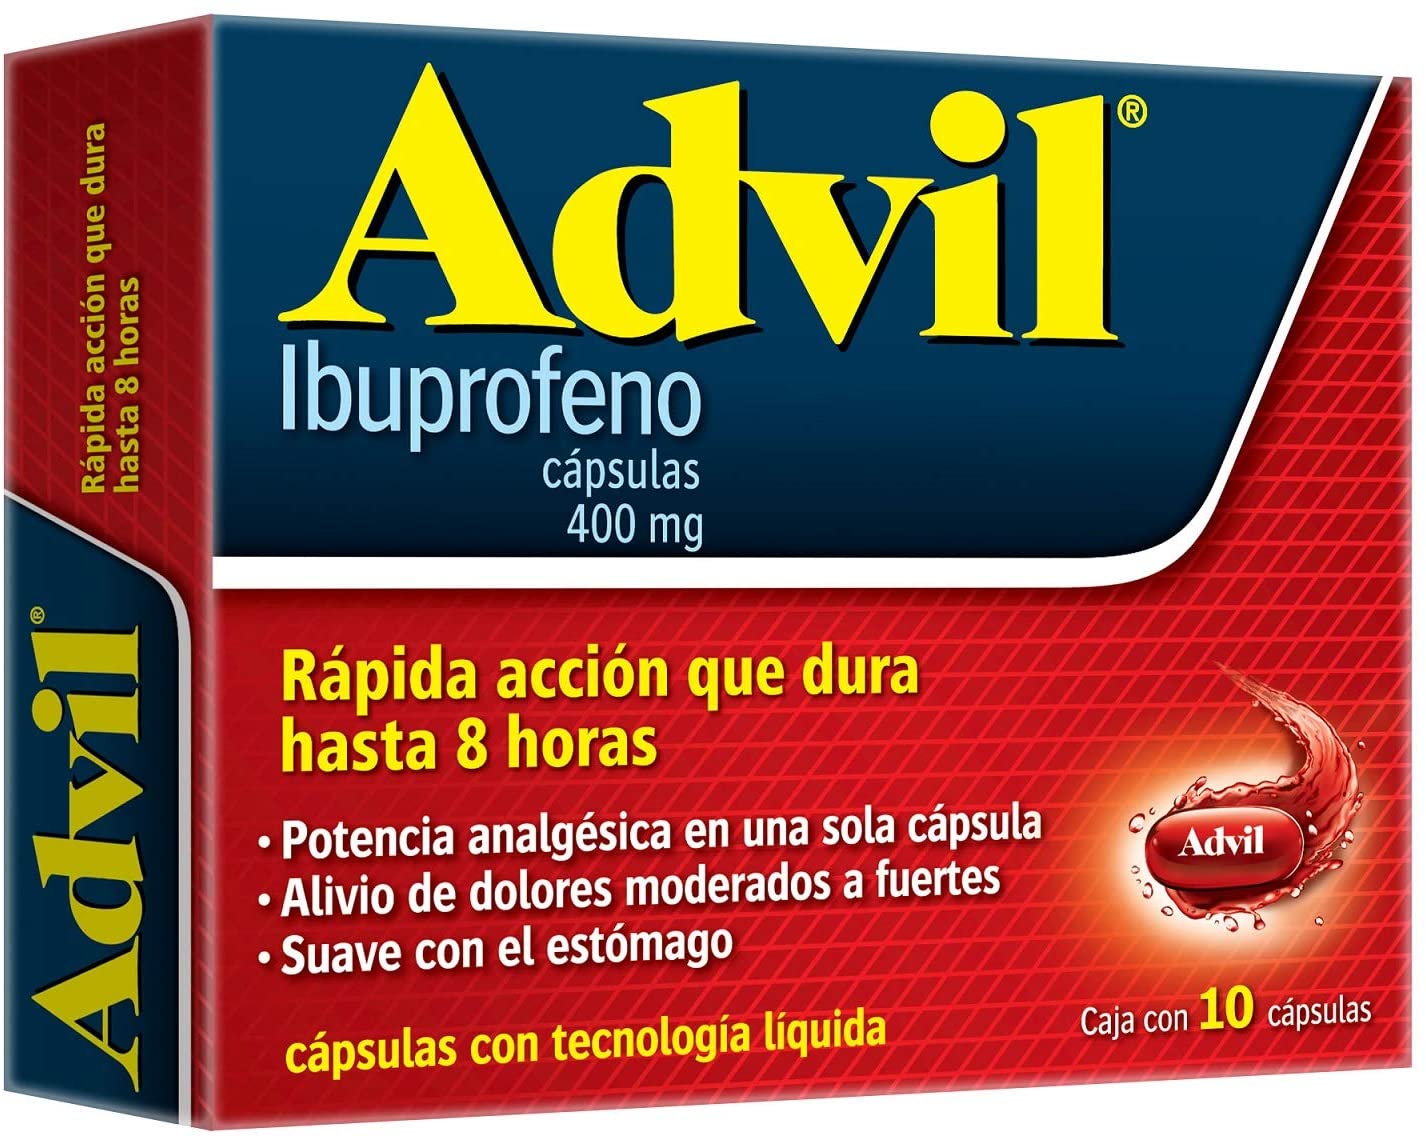 Advil®
Ibuprofeno
cápsulas
400 mg
Rápida acción que dura
hasta 8 horas
• Potencia analgésica en una sola cápsula
• Alivio de dolores moderados a fuertes
• Suave con el estómago
cápsulas con tecnología líquida
Advil
Caja con 10 cápsulas
Rápida acción que dura
hasta 8 horas
Advil®